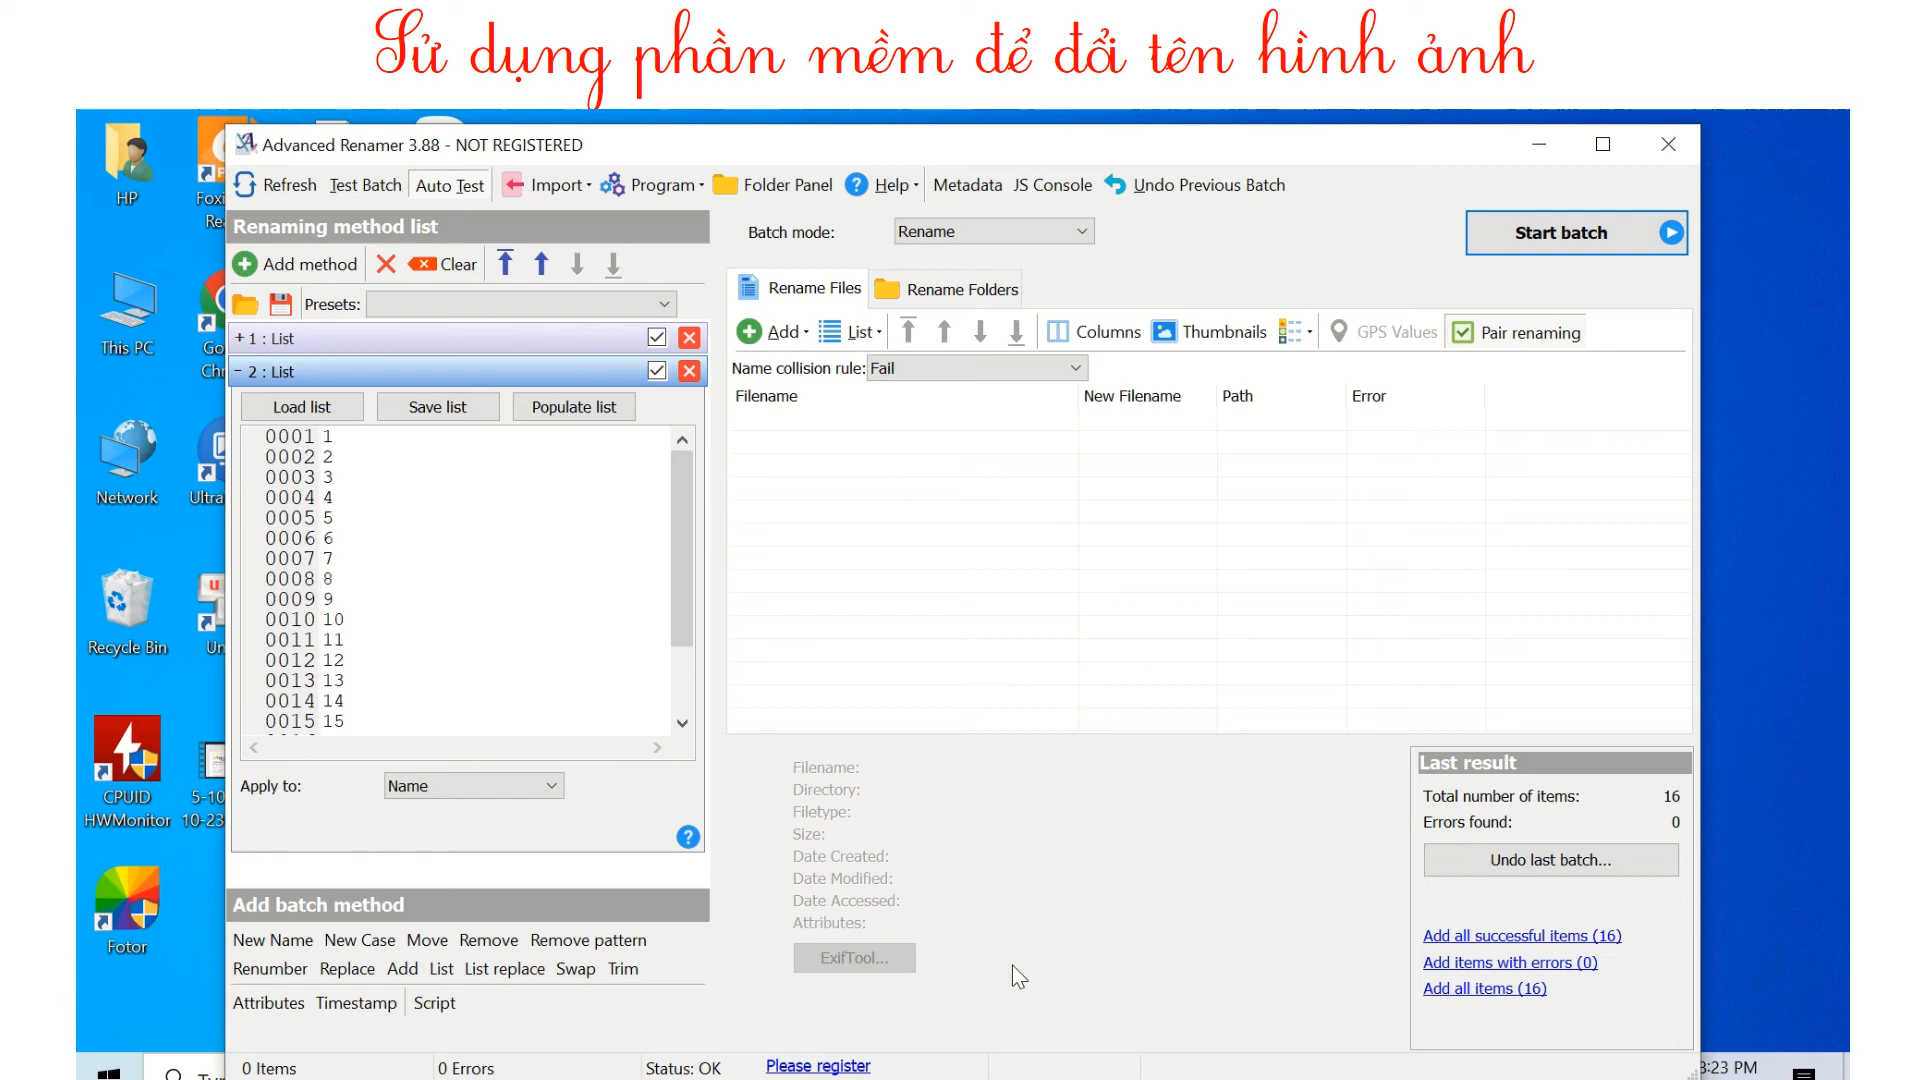 Sử dụng phần mềm để đổi tên hình ảnh
HP
This PC
Network
Recycle Bin
CPUID
HWMonitor
Fotor
Advanced Renamer 3.88 - NOT REGISTERED
Refresh Test Batch Auto Test Import Program Folder Panel Help Metadata JS Console Undo Previous Batch
Renaming method list
Add method Clear
Presets:
1 : List
2 : List
Load list Save list Populate list
0001 1
0002 2
0003 3
0004 4
0005 5
0006 6
0007 7
0008 8
0009 9
0010 10
0011 11
0012 12
0013 13
0014 14
0015 15
Apply to: Name
Add batch method
New Name New Case Move Remove Remove pattern
Renumber Replace Add List List replace Swap Trim
Attributes Timestamp Script
Batch mode: Rename
Start batch
Rename Files Rename Folders
Add List Columns Thumbnails GPS Values Pair renaming
Name collision rule: Fail
Filename New Filename Path Error
Filename:
Directory:
Filetype:
Size:
Date Created:
Date Modified:
Date Accessed:
Attributes:
ExifTool...
Last result
Total number of items: 16
Errors found: 0
Undo last batch...
Add all successful items (16)
Add items with errors (0)
Add all items (16)
0 Items 0 Errors Status: OK Please register
:23 PM